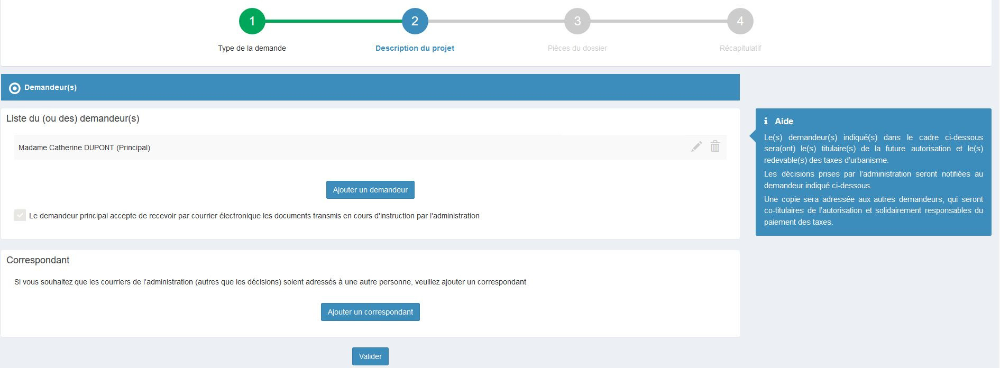 1
2
3
4
Type de la demande
Description du projet
Pièces du dossier
Récapitulatif
Demandeur(s)
Liste du (ou des) demandeur(s)
Madame Catherine DUPONT (Principal)
Ajouter un demandeur
Le demandeur principal accepte de recevoir par courrier électronique les documents transmis en cours d'instruction par l'administration
Aide
Le(s) demandeur(s) indiqué(s) dans le cadre ci-dessous
sera(ont) le(s) titulaire(s) de la future autorisation et le(s)
redevable(s) des taxes d’urbanisme.
Les décisions prises par l’administration seront notifiées au
demandeur indiqué ci-dessous.
Une copie sera adressée aux autres demandeurs, qui seront
co-titulaires de l’autorisation et solidairement responsables du
paiement des taxes.
Correspondant
Si vous souhaitez que les courriers de l’administration (autres que les décisions) soient adressés à une autre personne, veuillez ajouter un correspondant
Ajouter un correspondant
Valider